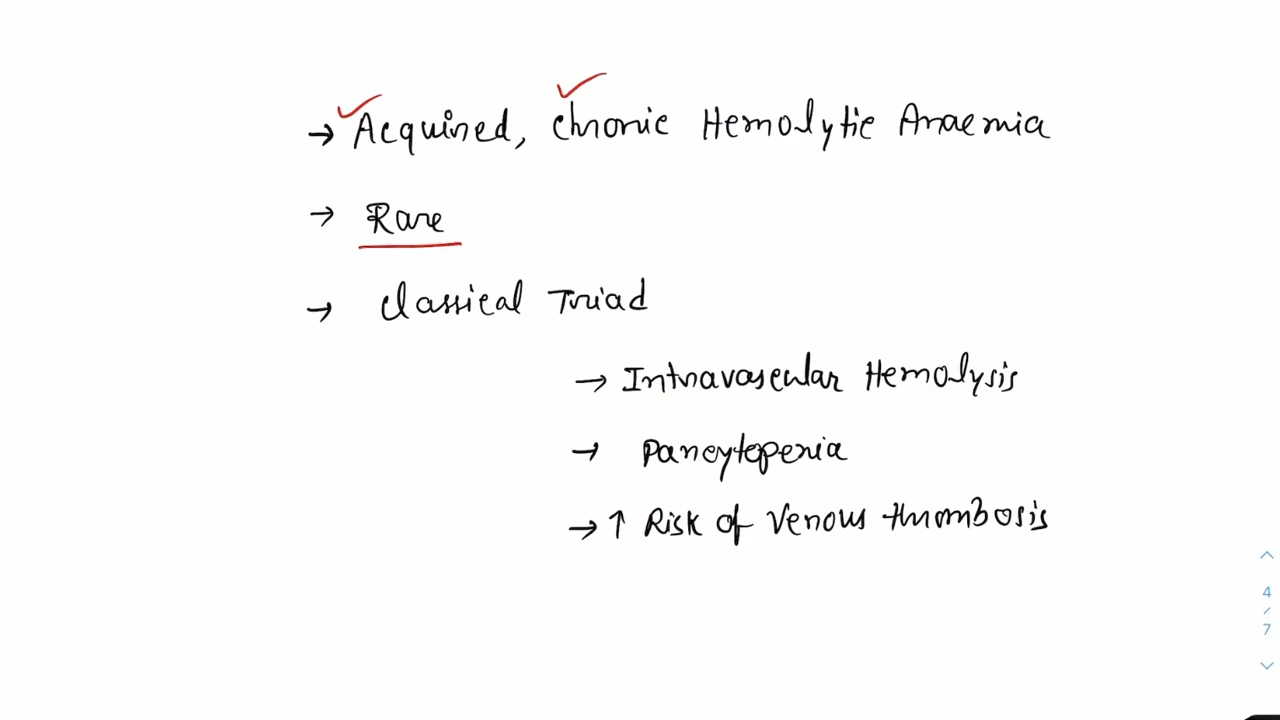 → Acquired, Chronic Hemolytic Anaemia
→ Rare
→ Classical Triad
→ Intravascular Hemolysis
→ Pancytopenia
→ ↑ Risk of Venous thrombosis
4
/
7